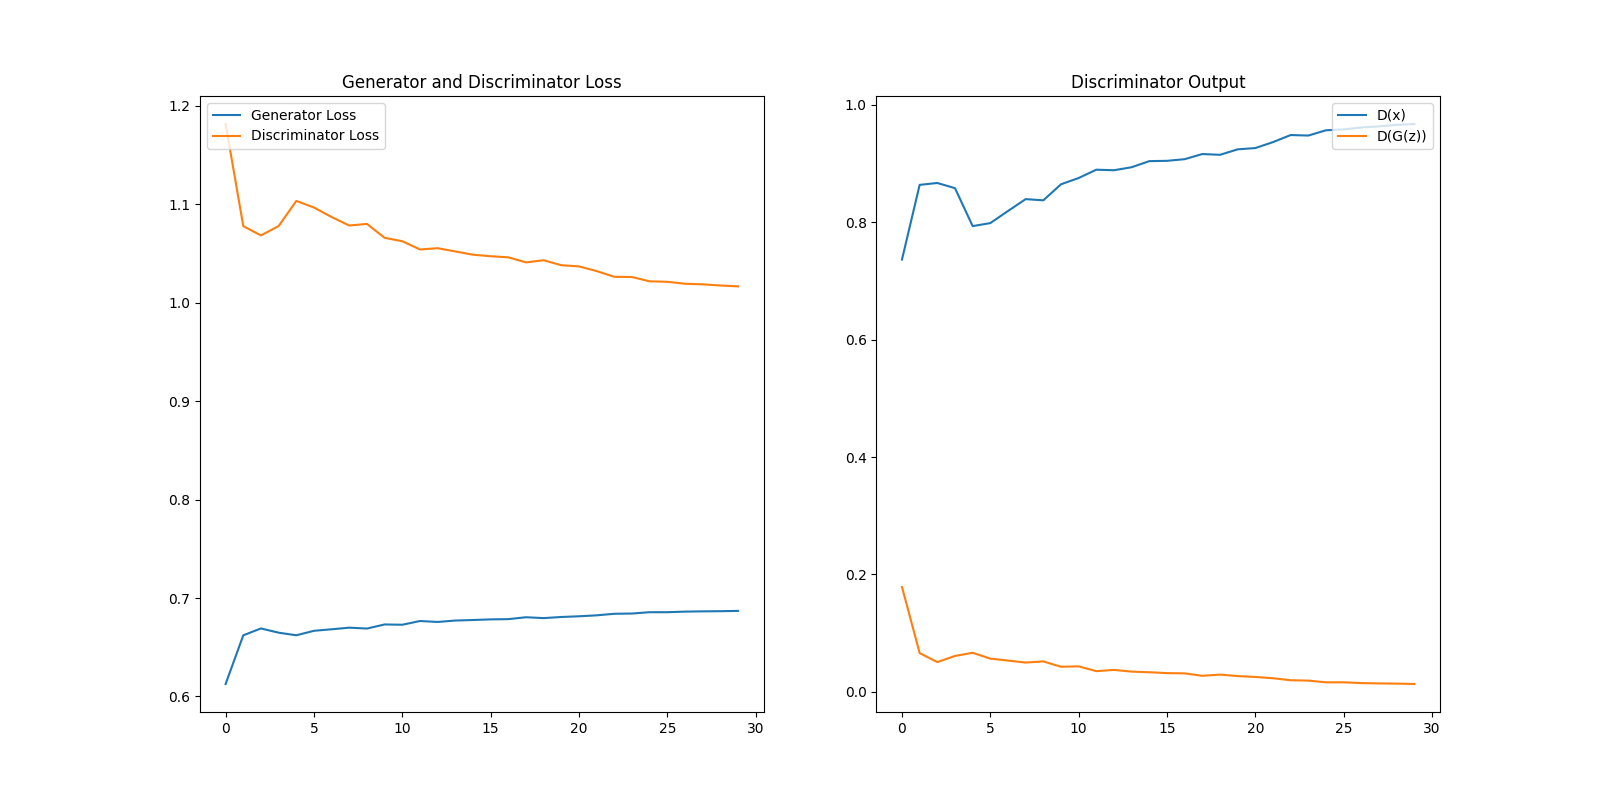 Generator and Discriminator Loss
1.2
1.1
1.0
0.9
0.8
0.7
0.6
0 5 10 15 20 25 30
Generator Loss
Discriminator Loss
Discriminator Output
1.0
0.8
0.6
0.4
0.2
0.0
0 5 10 15 20 25 30
D(x)
D(G(z))